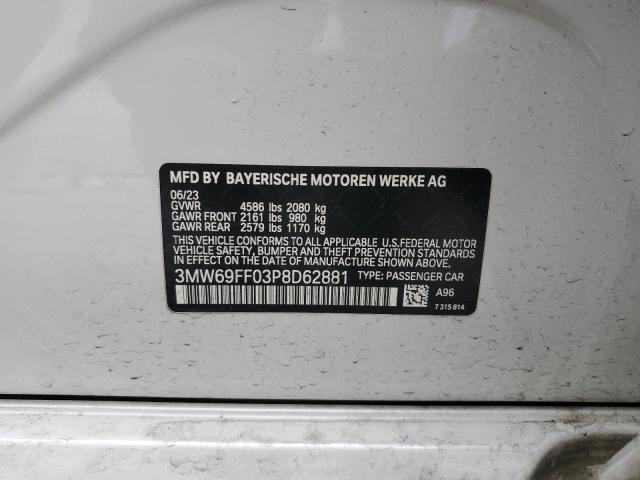 MFD BY BAYERISCHE MOTOREN WERKE AG
06/23
GVWR 4586 lbs 2080 kg
GAWR FRONT 2161 lbs 980 kg
GAWR REAR 2579 lbs 1170 kg
THIS VEHICLE CONFORMS TO ALL APPLICABLE U.S. FEDERAL MOTOR
VEHICLE SAFETY, BUMPER, AND THEFT PREVENTION STANDARDS
IN EFFECT ON THE DATE OF MANUFACTURE SHOWN ABOVE.
3MW69FF03P8D62881 TYPE: PASSENGER CAR
A96
7 315 814